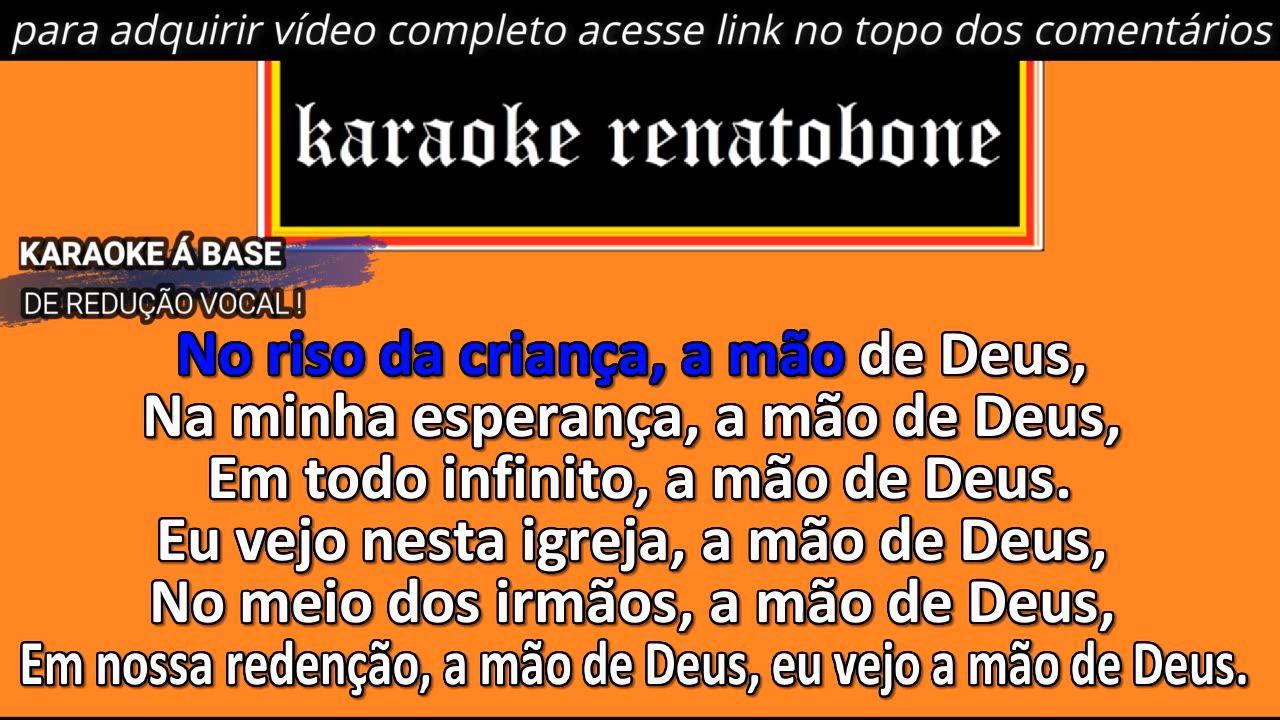 para adquirir vídeo completo acesse link no topo dos comentários
karaoke renatobone
KARAOKE Á BASE
DE REDUÇÃO VOCAL !
No riso da criança, a mão de Deus,
Na minha esperança, a mão de Deus,
Em todo infinito, a mão de Deus.
Eu vejo nesta igreja, a mão de Deus,
No meio dos irmãos, a mão de Deus,
Em nossa redenção, a mão de Deus, eu vejo a mão de Deus.